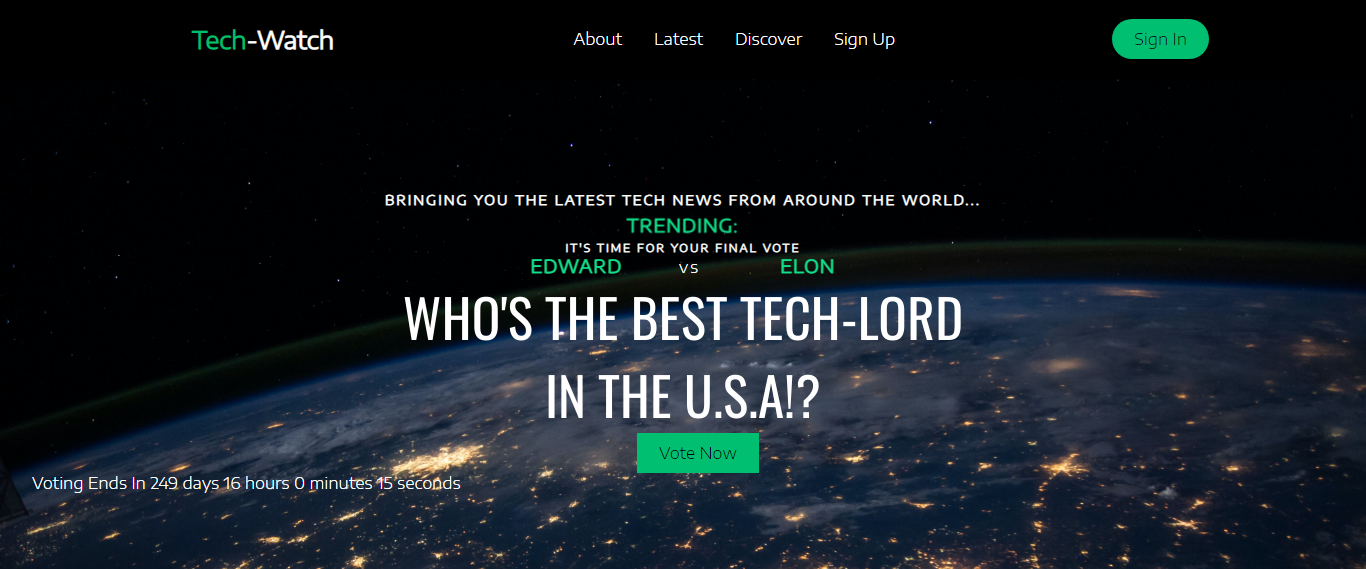 Tech-Watch
About Latest Discover Sign Up
Sign In
BRINGING YOU THE LATEST TECH NEWS FROM AROUND THE WORLD...
TRENDING:
IT'S TIME FOR YOUR FINAL VOTE
EDWARD VS ELON
WHO'S THE BEST TECH-LORD
IN THE U.S.A!?
Vote Now
Voting Ends In 249 days 16 hours 0 minutes 15 seconds